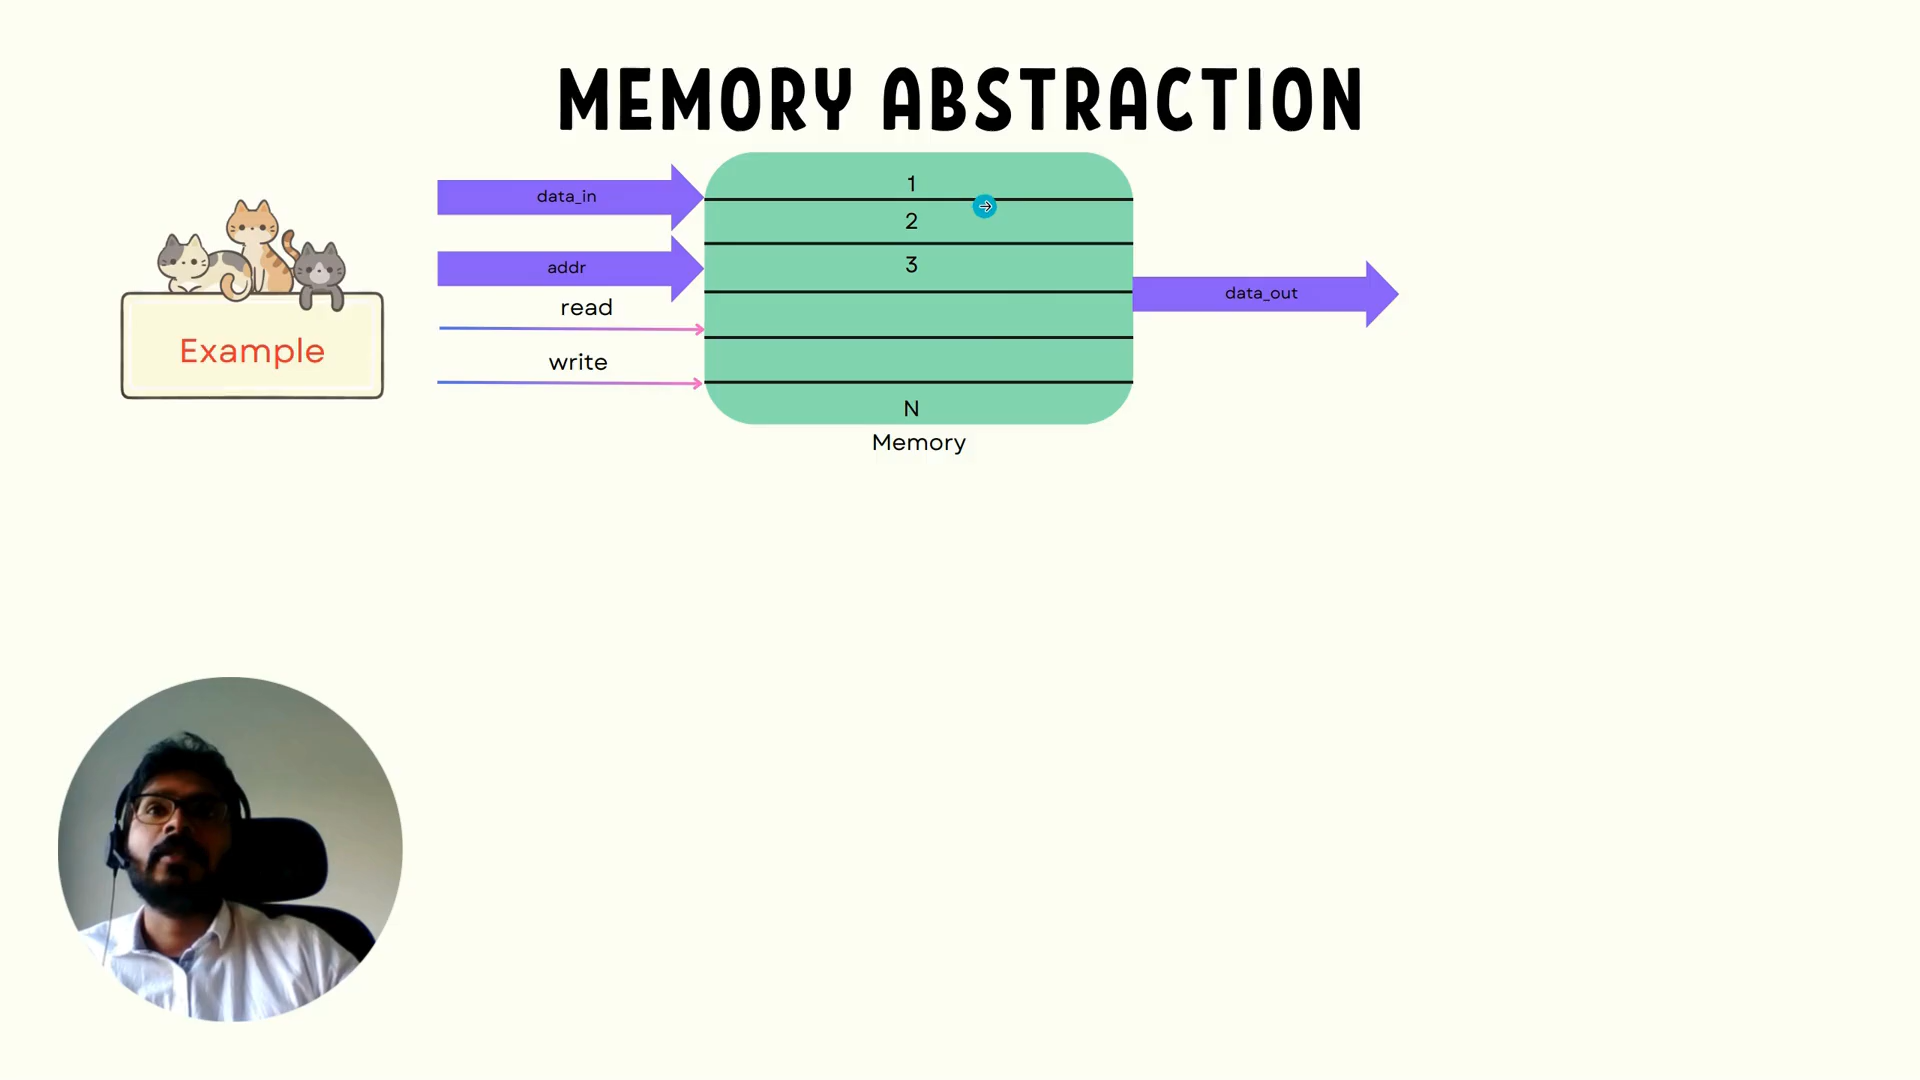 MEMORY ABSTRACTION
data_in
addr
read
write
Example
1
2
3
N
Memory
data_out